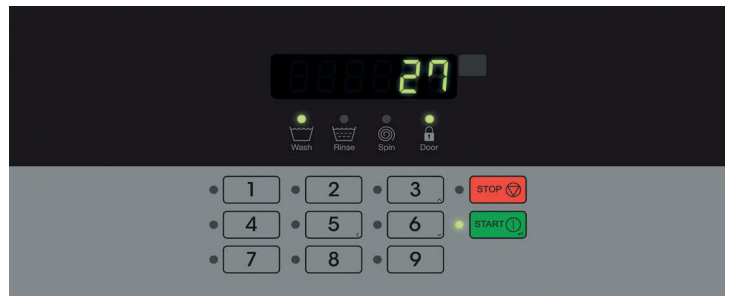 27
Wash Rinse Spin Door
1 2 3 STOP
4 5 6 START
7 8 9